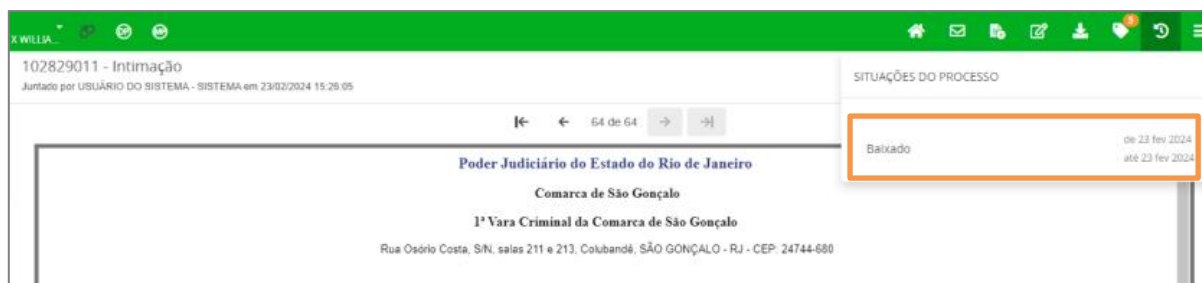 X WILLIA...
3
102829011 - Intimação
Juntado por USUÁRIO DO SISTEMA - SISTEMA em 23/02/2024 15:26:05
SITUAÇÕES DO PROCESSO
64 de 64
Baixado
de 23 fev 2024
até 23 fev 2024
Poder Judiciário do Estado do Rio de Janeiro
Comarca de São Gonçalo
1ª Vara Criminal da Comarca de São Gonçalo
Rua Osório Costa, S/N, salas 211 e 213, Colubandê, SÃO GONÇALO - RJ - CEP: 24744-680